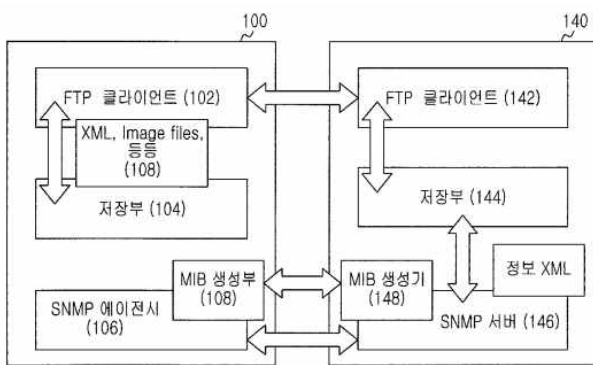 100
140
FTP 클라이언트 (102)
FTP 클라이언트 (142)
XML, Image files,
등등
(108)
저장부 (104)
저장부 (144)
정보 XML
MIB 생성부
(108)
MIB 생성기
(148)
SNMP 에이젼시
(106)
SNMP 서버 (146)